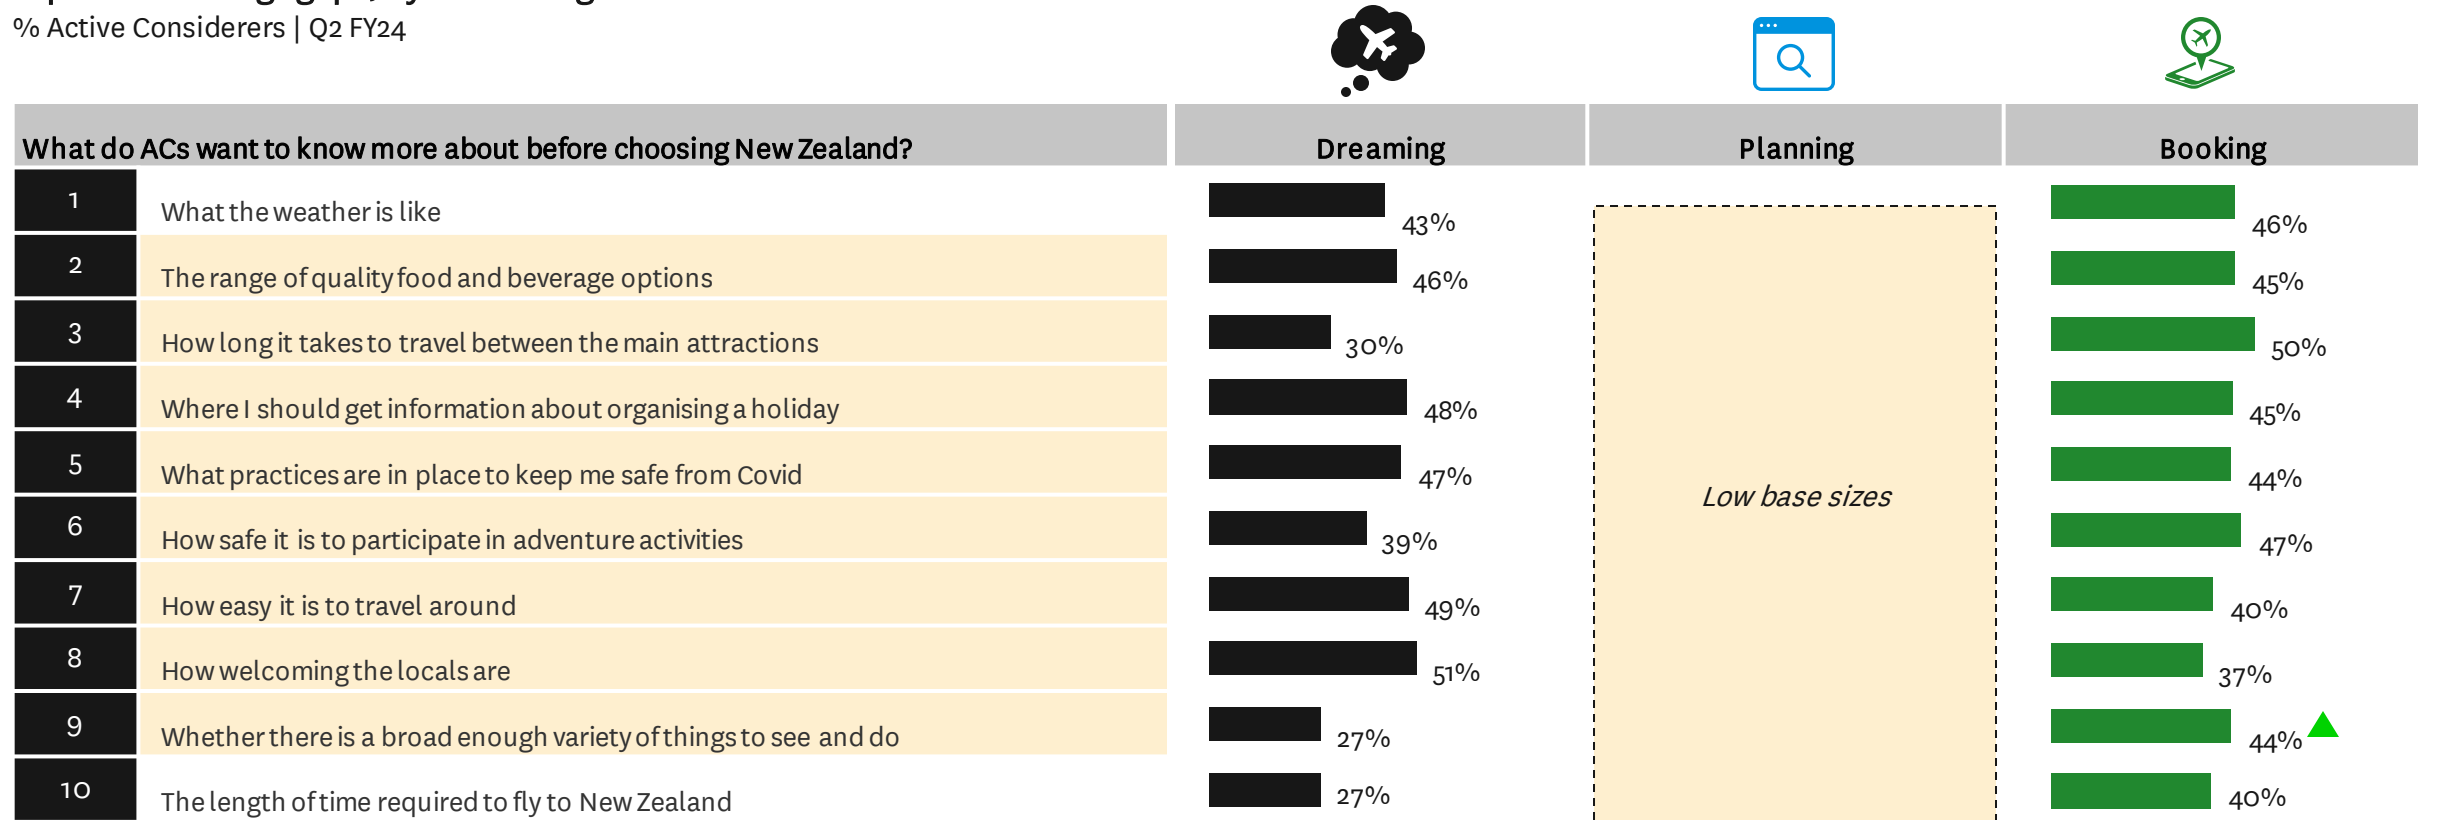 % Active Considerers | Q2 FY24
What do ACs want to know more about before choosing New Zealand?
Dreaming
Planning
Booking
1 What the weather is like 43% 46%
2 The range of quality food and beverage options 46% 45%
3 How long it takes to travel between the main attractions 30% 50%
4 Where I should get information about organising a holiday 48% 45%
5 What practices are in place to keep me safe from Covid 47% 44%
Low base sizes
6 How safe it is to participate in adventure activities 39% 47%
7 How easy it is to travel around 49% 40%
8 How welcoming the locals are 51% 37%
9 Whether there is a broad enough variety of things to see and do 27% 44%
10 The length of time required to fly to New Zealand 27% 40%